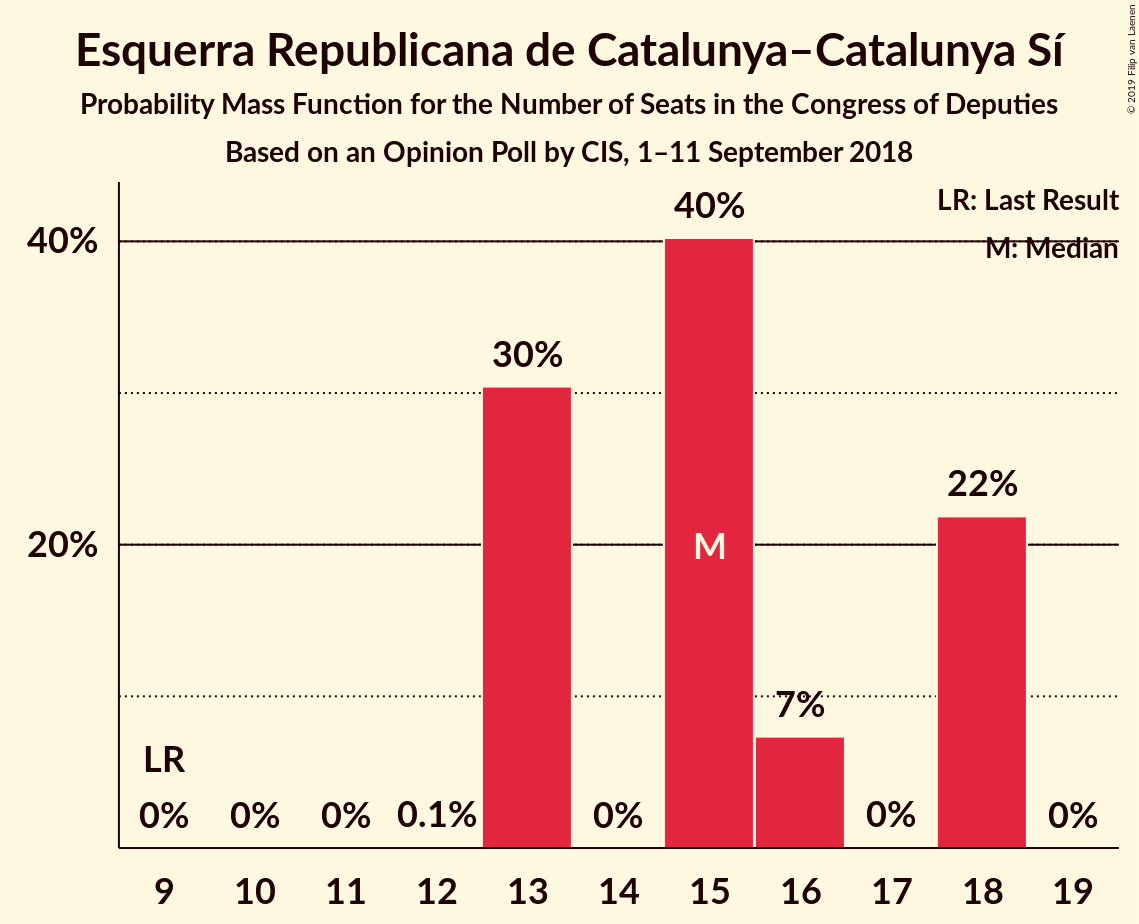 Esquerra Republicana de Catalunya–Catalunya Sí
Probability Mass Function for the Number of Seats in the Congress of Deputies
Based on an Opinion Poll by CIS, 1–11 September 2018
© 2019 Filip van Laenen
LR: Last Result
M: Median
40%
20%
LR
0%
0%
0%
0.1%
30%
0%
40%
M
7%
0%
22%
0%
9 10 11 12 13 14 15 16 17 18 19